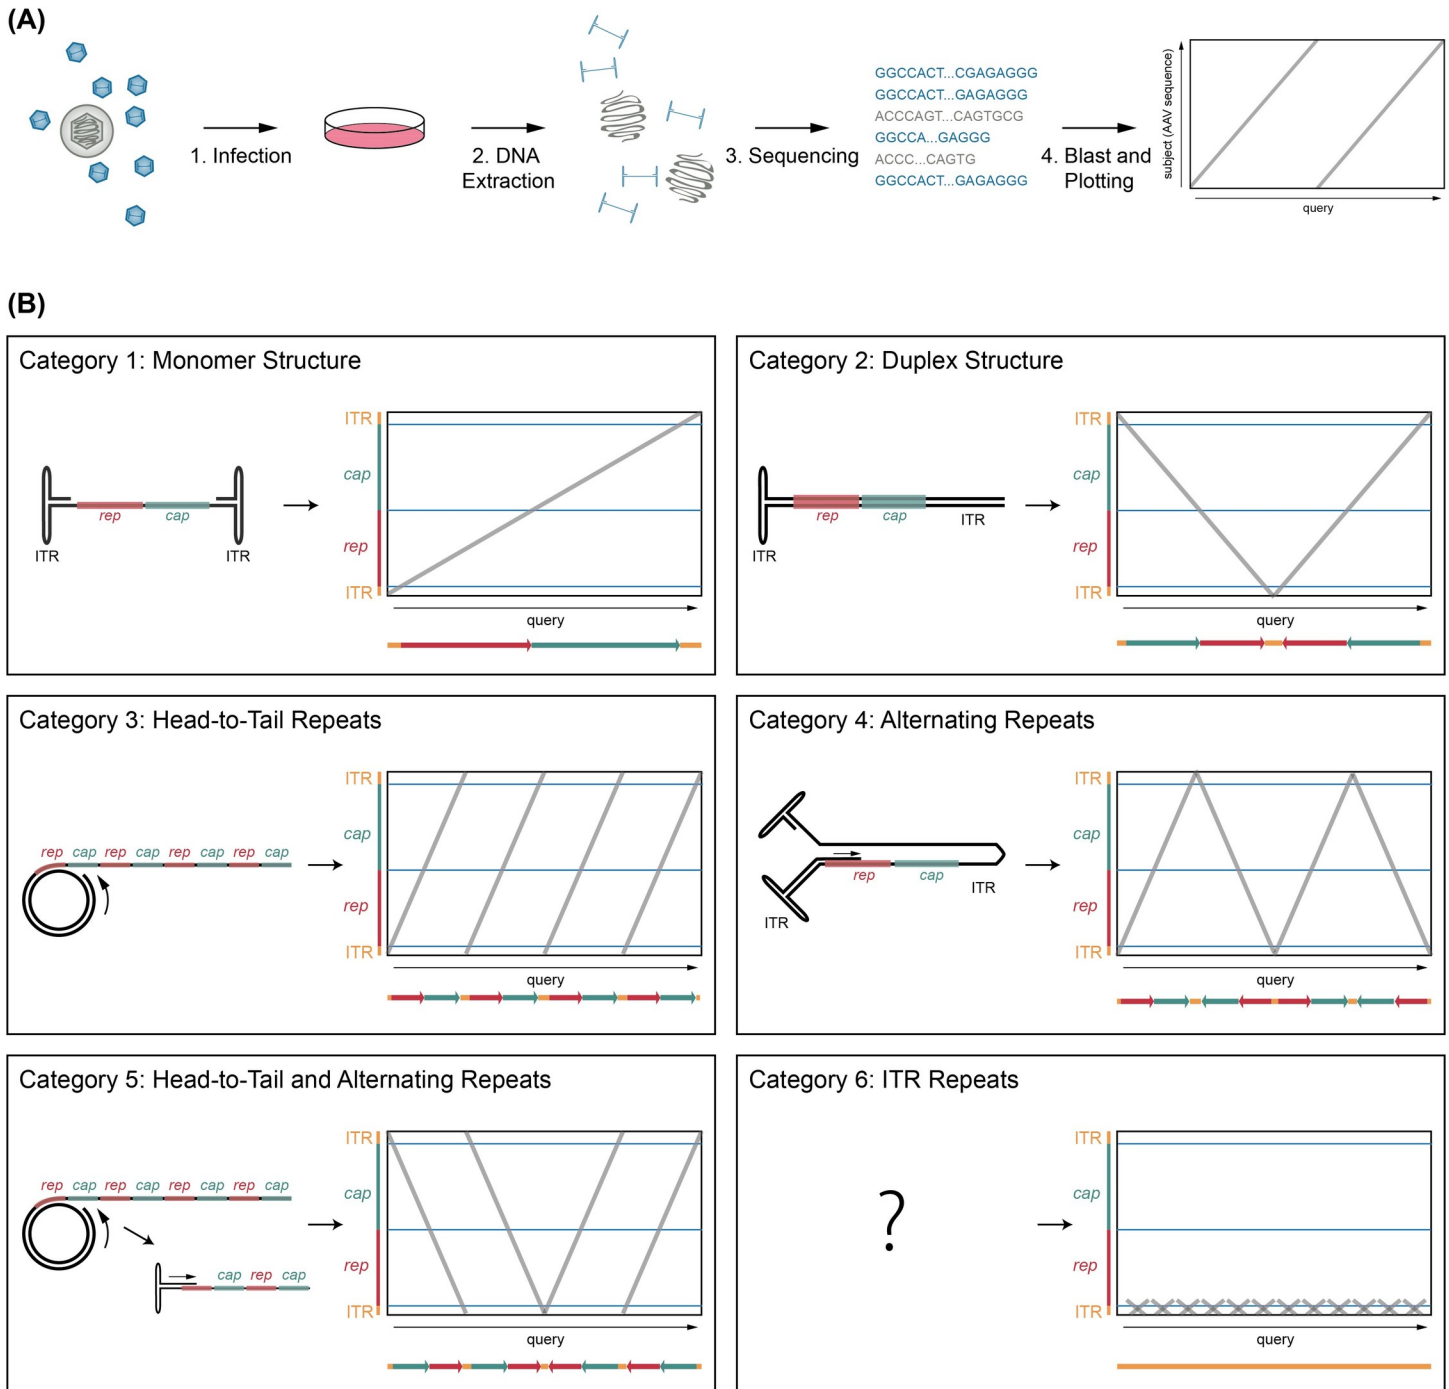 (A)
1. Infection
2. DNA
Extraction
3. Sequencing
GGCCACT...CGAGAGGG
GGCCACT...GAGAGGG
ACCCAGT...CAGTGCG
GGCCA...GAGGG
ACCC...CAGTG
GGCCACT...GAGAGGG
4. Blast and
Plotting
subject (AAV sequence)
query
(B)
Category 1: Monomer Structure
rep
cap
ITR
ITR
ITR
cap
rep
ITR
query
Category 2: Duplex Structure
rep
cap
ITR
ITR
ITR
cap
rep
ITR
query
Category 3: Head-to-Tail Repeats
rep cap rep cap rep cap rep cap
ITR
cap
rep
ITR
query
Category 4: Alternating Repeats
rep
cap
ITR
ITR
ITR
cap
rep
ITR
query
Category 5: Head-to-Tail and Alternating Repeats
rep cap rep cap rep cap rep cap
cap rep cap
ITR
cap
rep
ITR
query
Category 6: ITR Repeats
?
ITR
cap
rep
ITR
query